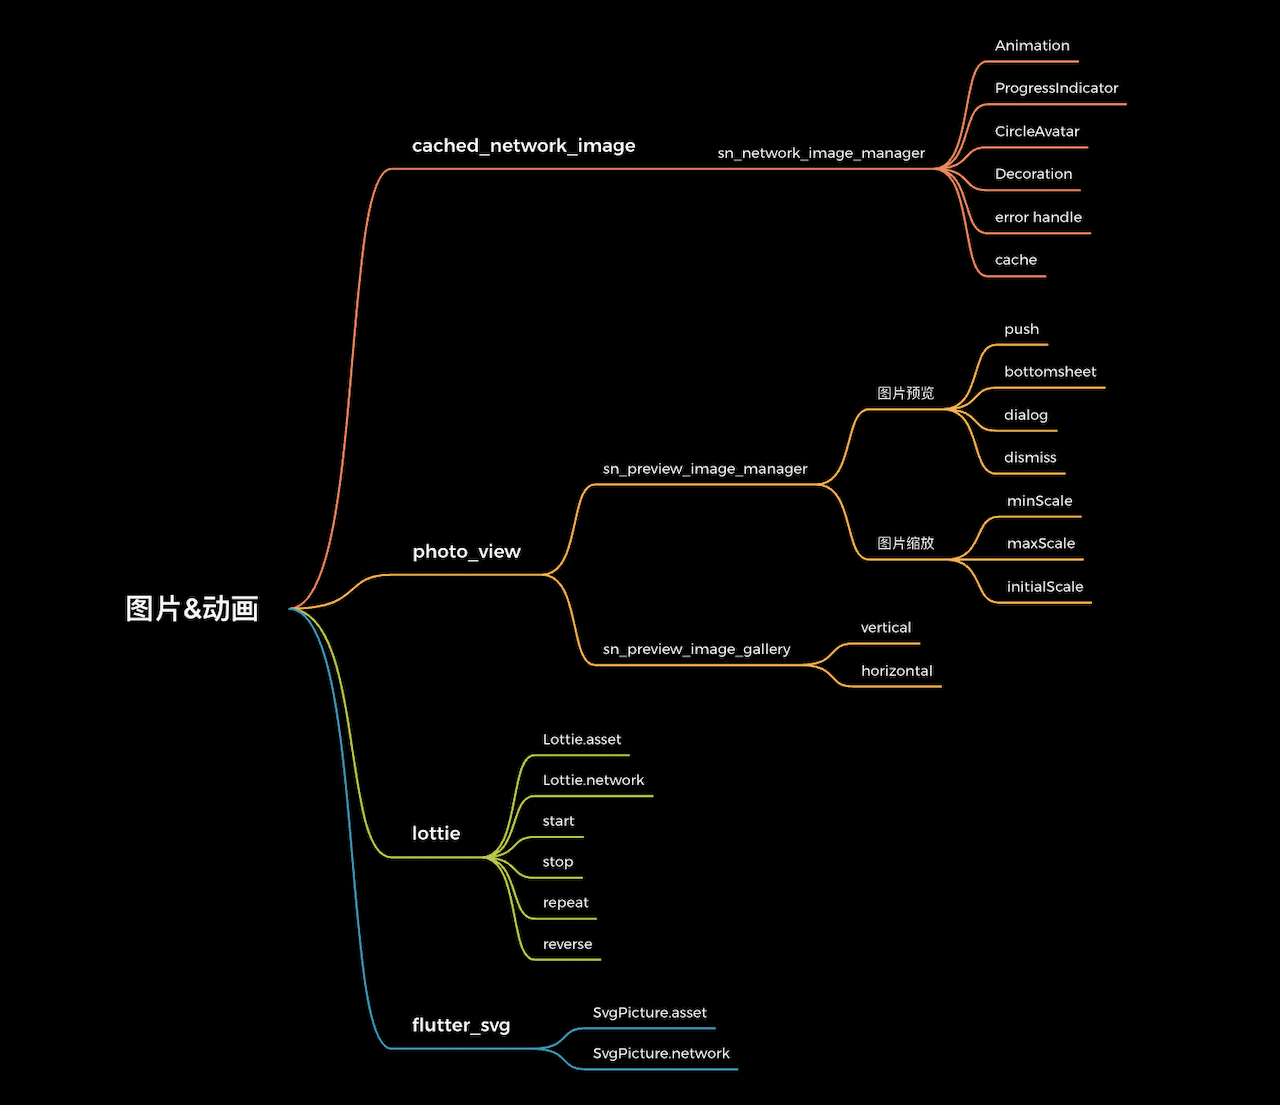 图片&动画
cached_network_image
sn_network_image_manager
Animation
ProgressIndicator
CircleAvatar
Decoration
error handle
cache
photo_view
sn_preview_image_manager
图片预览
push
bottomsheet
dialog
dismiss
图片缩放
minScale
maxScale
initialScale
sn_preview_image_gallery
vertical
horizontal
lottie
Lottie.asset
Lottie.network
start
stop
repeat
reverse
flutter_svg
SvgPicture.asset
SvgPicture.network